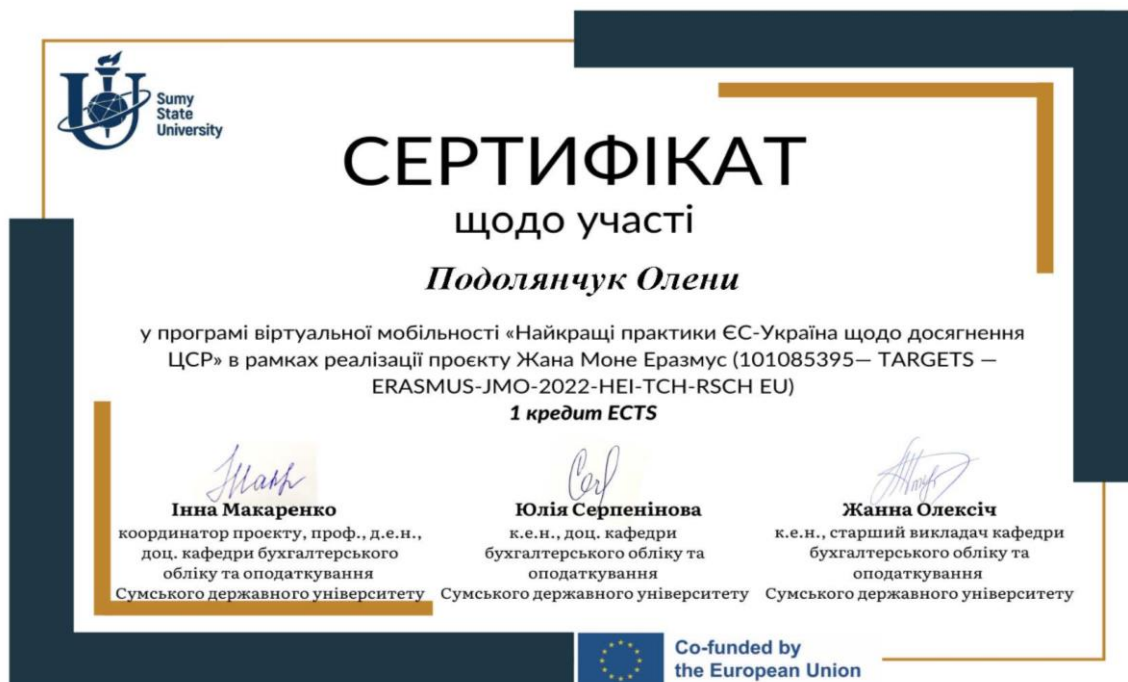 Sumy
State
University
СЕРТИФІКАТ
щодо участі
Подолянчук Олени
у програмі віртуальної мобільності «Найкращі практики ЄС-Україна щодо досягнення
ЦСР» в рамках реалізації проєкту Жана Моне Еразмус (101085395— TARGETS —
ERASMUS-JMO-2022-HEI-TCH-RSCH EU)
1 кредит ECTS
Інна Макаренко
координатор проєкту, проф., д.е.н.,
доц. кафедри бухгалтерського
обліку та оподаткування
Сумського державного університету
Юлія Серпенінова
к.е.н., доц. кафедри
бухгалтерського обліку та
оподаткування
Сумського державного університету
Жанна Олексіч
к.е.н., старший викладач кафедри
бухгалтерського обліку та
оподаткування
Сумського державного університету
Co-funded by
the European Union